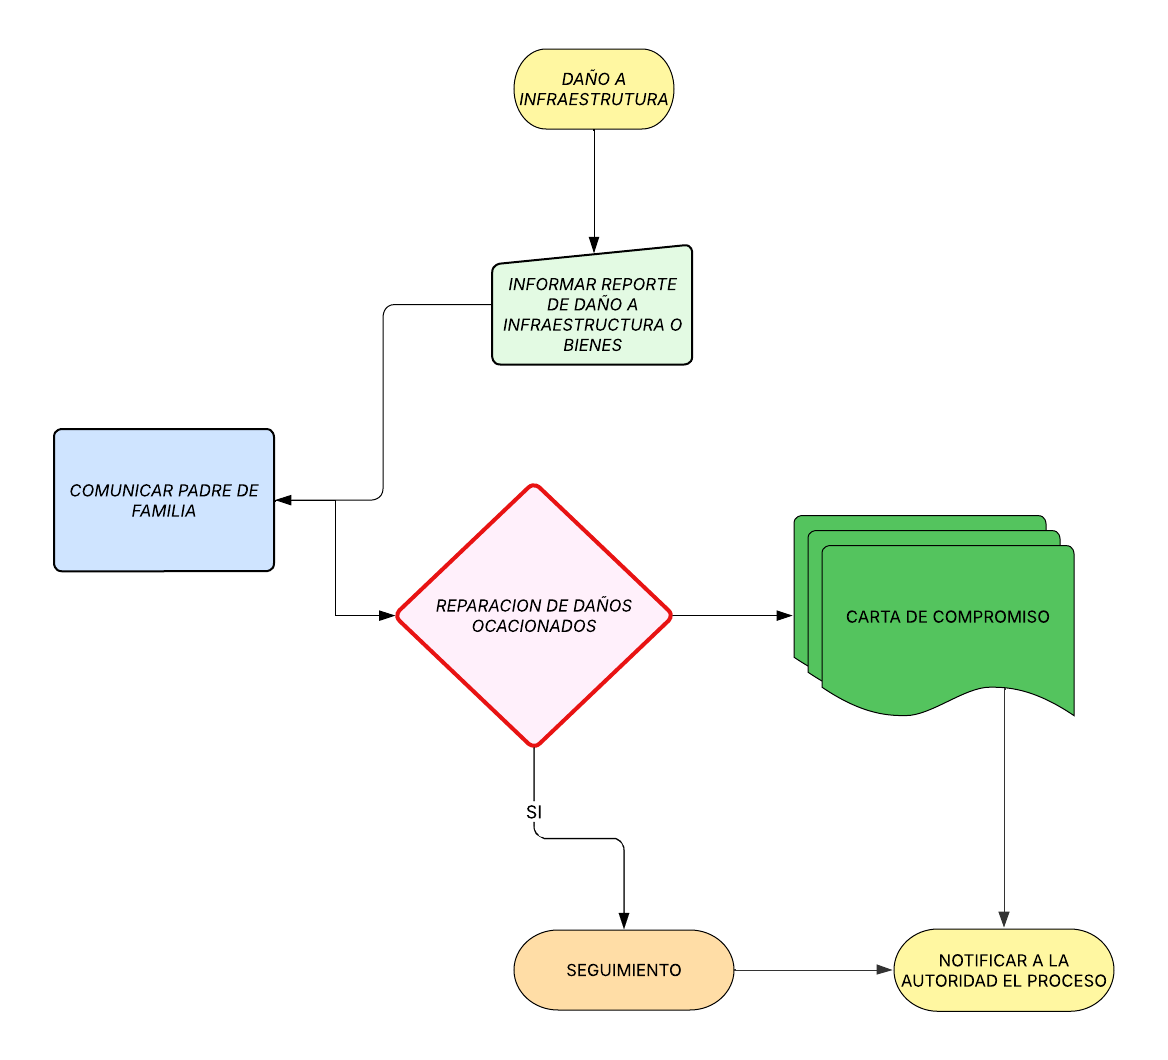 DAÑO A
INFRAESTRUTURA
INFORMAR REPORTE
DE DAÑO A
INFRAESTRUCTURA O
BIENES
COMUNICAR PADRE DE
FAMILIA
REPARACION DE DAÑOS
OCACIONADOS
CARTA DE COMPROMISO
SI
SEGUIMIENTO
NOTIFICAR A LA
AUTORIDAD EL PROCESO